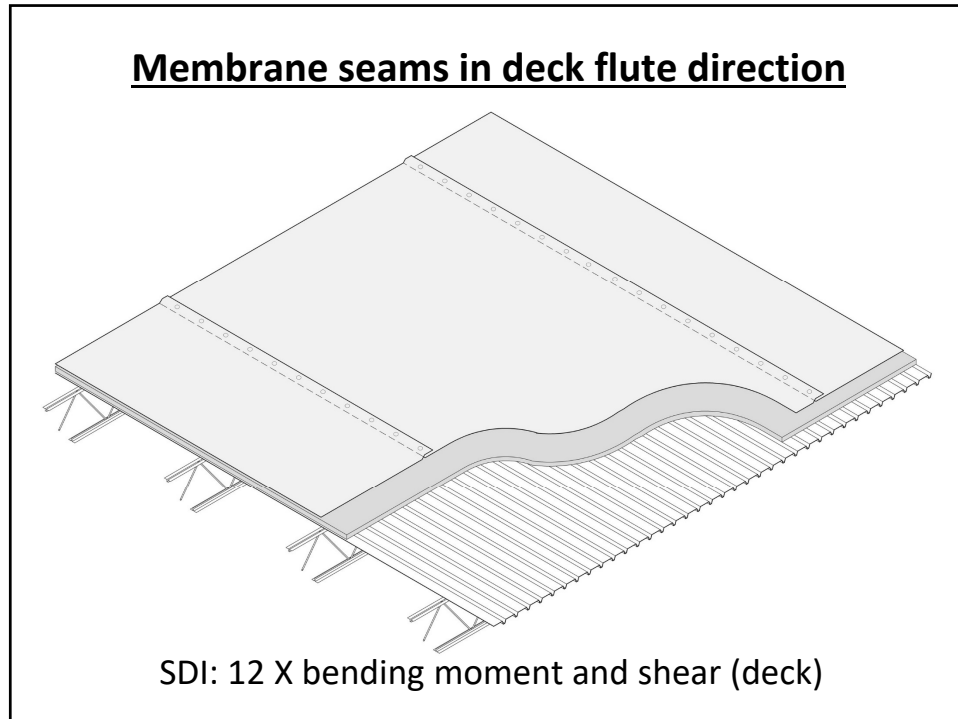 Membrane seams in deck flute direction
SDI: 12 X bending moment and shear (deck)